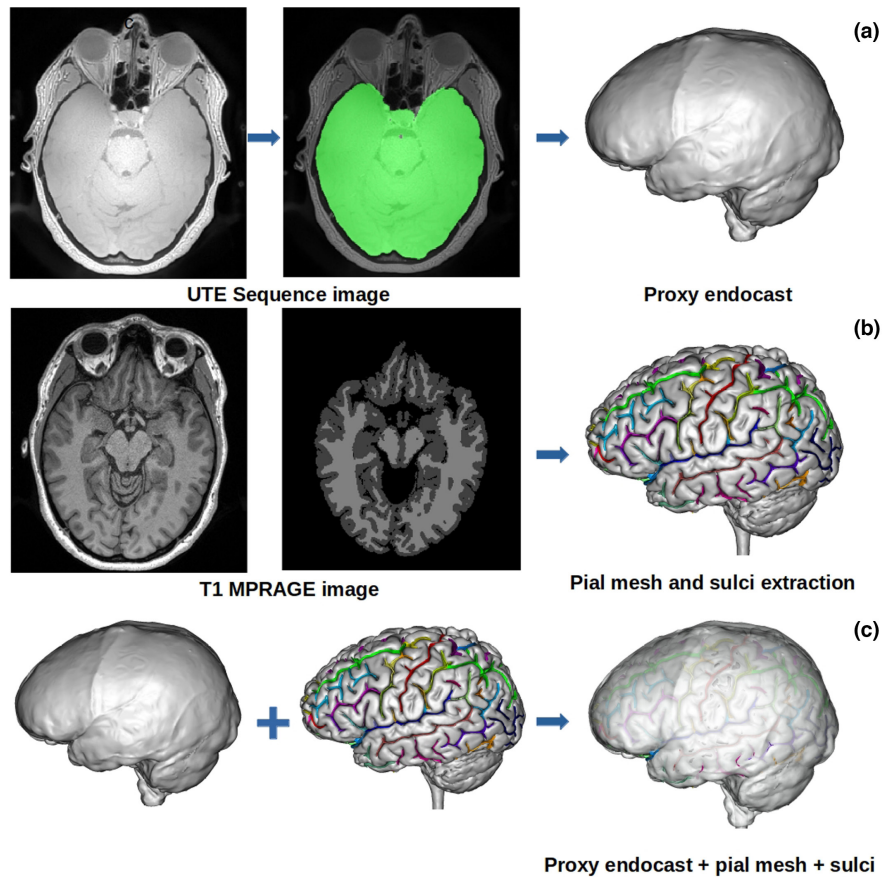 (a)
UTE Sequence image
Proxy endocast
(b)
T1 MPRAGE image
Pial mesh and sulci extraction
(c)
Proxy endocast + pial mesh + sulci